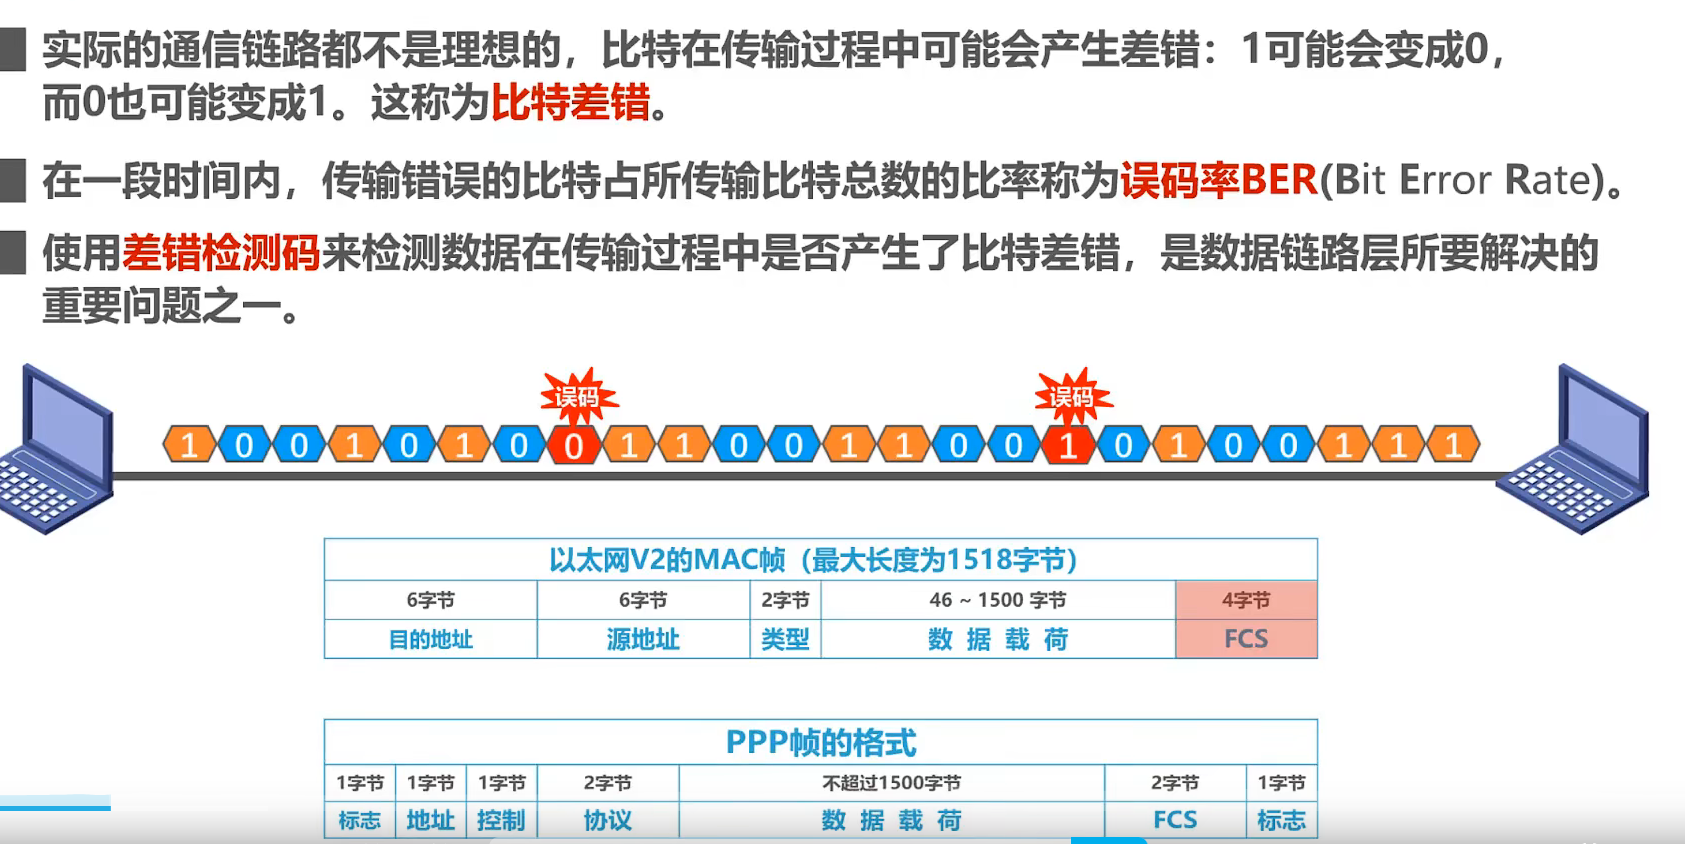 实际的通信链路都不是理想的，比特在传输过程中可能会产生差错：1可能会变成0，
而0也可能变成1。这称为比特差错。
在一段时间内，传输错误的比特占所传输比特总数的比率称为误码率BER(Bit Error Rate)。
使用差错检测码来检测数据在传输过程中是否产生了比特差错，是数据链路层所要解决的
重要问题之一。
误码 误码
1 0 0 1 0 1 0 0 1 1 0 0 1 1 0 0 1 0 1 0 0 1 1 1
以太网V2的MAC帧（最大长度为1518字节）
6字节 6字节 2字节 46 ~ 1500 字节 4字节
目的地址 源地址 类型 数 据 载 荷 FCS
PPP帧的格式
1字节 1字节 1字节 2字节 不超过1500字节 2字节 1字节
标志 地址 控制 协议 数 据 载 荷 FCS 标志